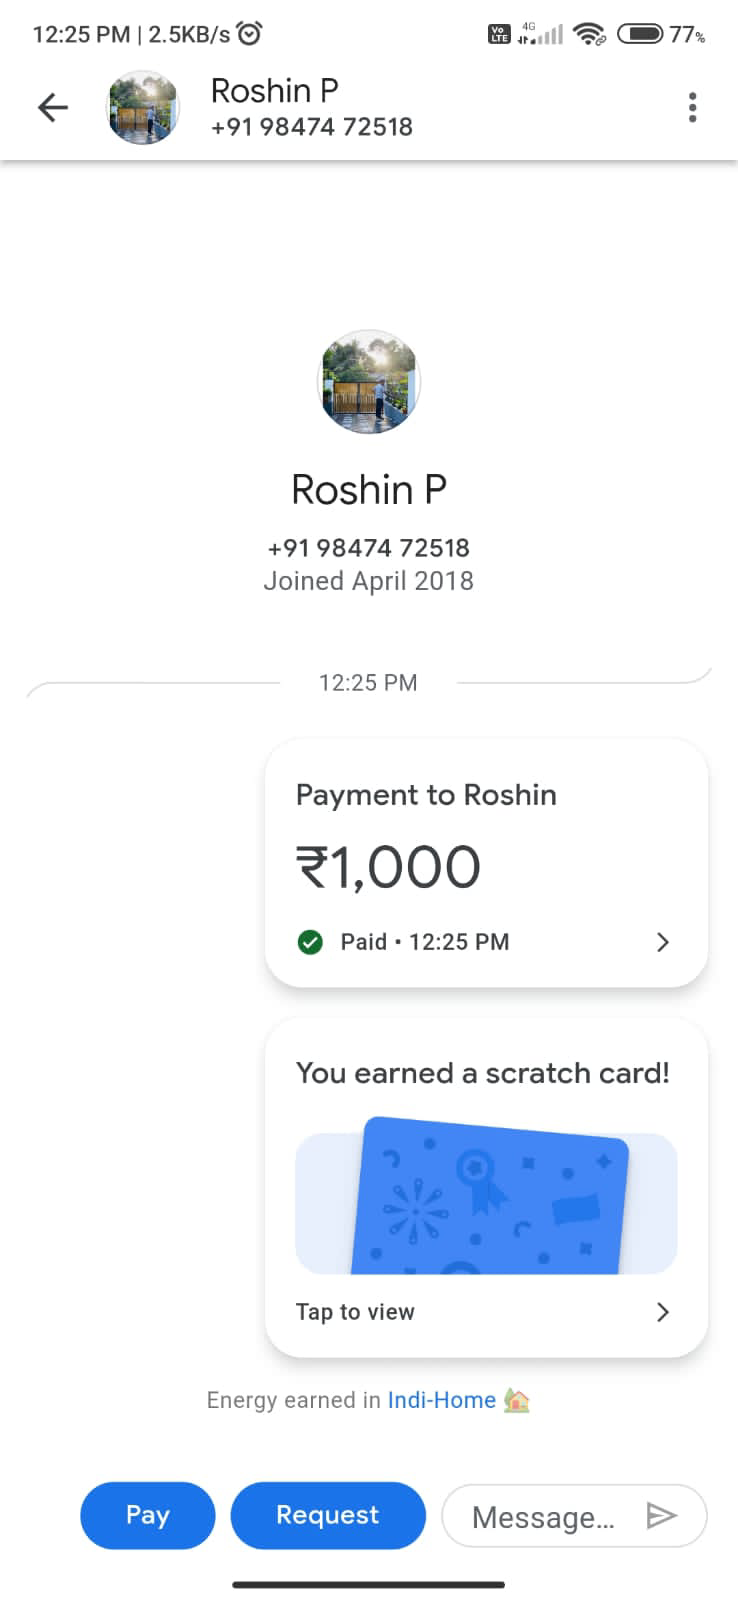 12:25 PM | 2.5KB/s
Vo LTE 4G 77%
Roshin P
+91 98474 72518
Roshin P
+91 98474 72518
Joined April 2018
12:25 PM
Payment to Roshin
₹1,000
Paid • 12:25 PM
You earned a scratch card!
Tap to view
Energy earned in Indi-Home 🏡
Pay Request Message...